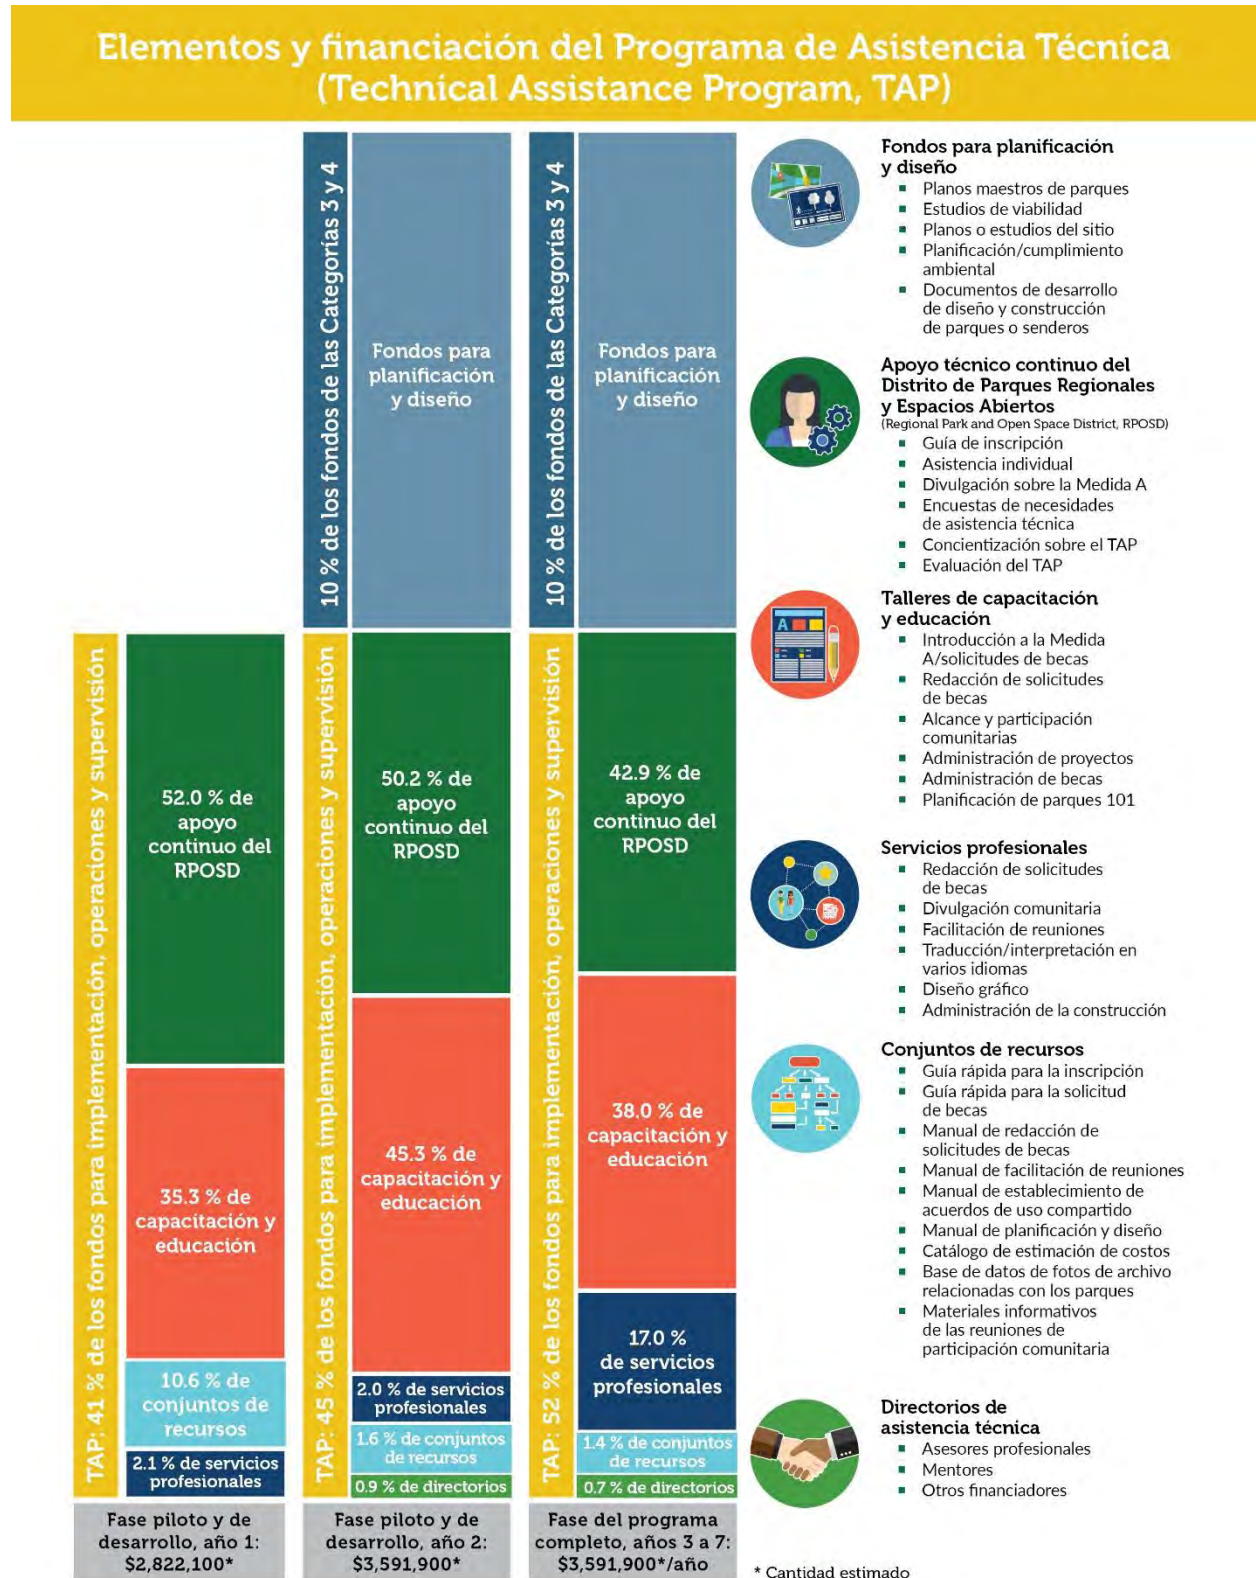 Elementos y financiación del Programa de Asistencia Técnica
(Technical Assistance Program, TAP)
TAP: 41 % de los fondos para implementación, operaciones y supervisión
52.0 % de
apoyo
continuo del
RPOSD
35.3 % de
capacitación y
educación
10.6 % de
conjuntos de
recursos
2.1 % de servicios
profesionales
Fase piloto y de
desarrollo, año 1:
$2,822,100*
10 % de los fondos de las Categorías 3 y 4
Fondos para
planificación
y diseño
TAP: 45 % de los fondos para implementación, operaciones y supervisión
50.2 % de
apoyo
continuo del
RPOSD
45.3 % de
capacitación y
educación
2.0 % de servicios
profesionales
1.6 % de conjuntos
de recursos
0.9 % de directorios
Fase piloto y de
desarrollo, año 2:
$3,591,900*
10 % de los fondos de las Categorías 3 y 4
Fondos para
planificación
y diseño
TAP: 52 % de los fondos para implementación, operaciones y supervisión
42.9 % de
apoyo
continuo del
RPOSD
38.0 % de
capacitación y
educación
17.0 %
de servicios
profesionales
1.4 % de conjuntos
de recursos
0.7 % de directorios
Fase del programa
completo, años 3 a 7:
$3,591,900*/año
Fondos para planificación
y diseño
▪ Planos maestros de parques
▪ Estudios de viabilidad
▪ Planos o estudios del sitio
▪ Planificación/cumplimiento
ambiental
▪ Documentos de desarrollo
de diseño y construcción
de parques o senderos
Apoyo técnico continuo del
Distrito de Parques Regionales
y Espacios Abiertos
(Regional Park and Open Space District, RPOSD)
▪ Guía de inscripción
▪ Asistencia individual
▪ Divulgación sobre la Medida A
▪ Encuestas de necesidades
de asistencia técnica
▪ Concientización sobre el TAP
▪ Evaluación del TAP
A
Talleres de capacitación
y educación
▪ Introducción a la Medida
A/solicitudes de becas
▪ Redacción de solicitudes
de becas
▪ Alcance y participación
comunitarias
▪ Administración de proyectos
▪ Administración de becas
▪ Planificación de parques 101
Servicios profesionales
▪ Redacción de solicitudes
de becas
▪ Divulgación comunitaria
▪ Facilitación de reuniones
▪ Traducción/interpretación en
varios idiomas
▪ Diseño gráfico
▪ Administración de la construcción
Conjuntos de recursos
▪ Guía rápida para la inscripción
▪ Guía rápida para la solicitud
de becas
▪ Manual de redacción de
solicitudes de becas
▪ Manual de facilitación de reuniones
▪ Manual de establecimiento de
acuerdos de uso compartido
▪ Manual de planificación y diseño
▪ Catálogo de estimación de costos
▪ Base de datos de fotos de archivo
relacionadas con los parques
▪ Materiales informativos
de las reuniones de
participación comunitaria
Directorios de
asistencia técnica
▪ Asesores profesionales
▪ Mentores
▪ Otros financiadores
* Cantidad estimado